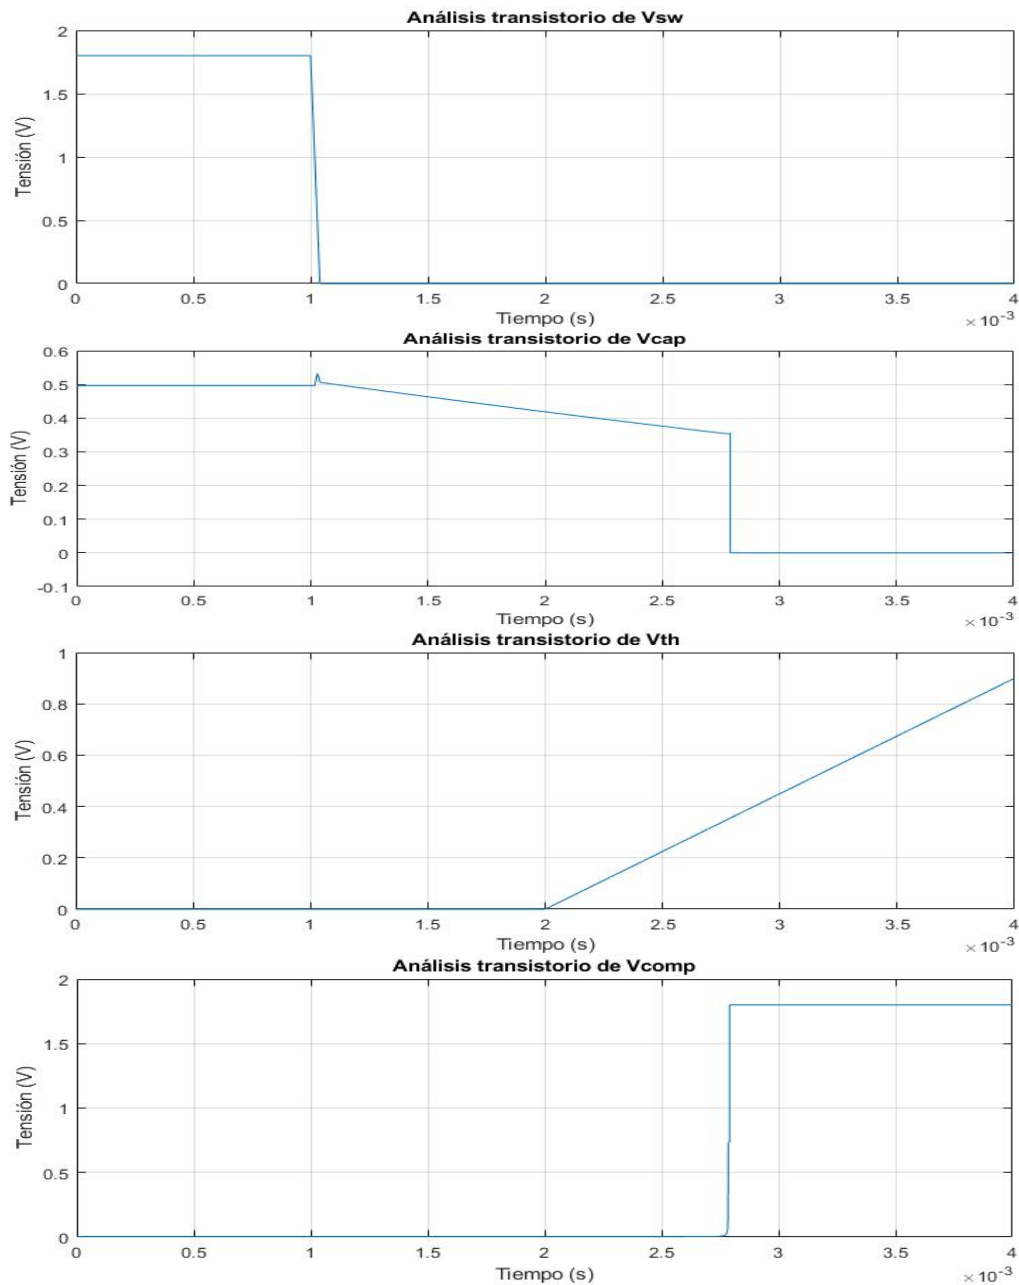 Análisis transistorio de Vsw
Tensión (V)
2
1.5
1
0.5
0
0 0.5 1 1.5 2 2.5 3 3.5 4
Tiempo (s)
×10-3
Análisis transistorio de Vcap
Tensión (V)
0.6
0.5
0.4
0.3
0.2
0.1
0
-0.1
0 0.5 1 1.5 2 2.5 3 3.5 4
Tiempo (s)
×10-3
Análisis transistorio de Vth
Tensión (V)
1
0.8
0.6
0.4
0.2
0
0 0.5 1 1.5 2 2.5 3 3.5 4
Tiempo (s)
×10-3
Análisis transistorio de Vcomp
Tensión (V)
2
1.5
1
0.5
0
0 0.5 1 1.5 2 2.5 3 3.5 4
Tiempo (s)
×10-3